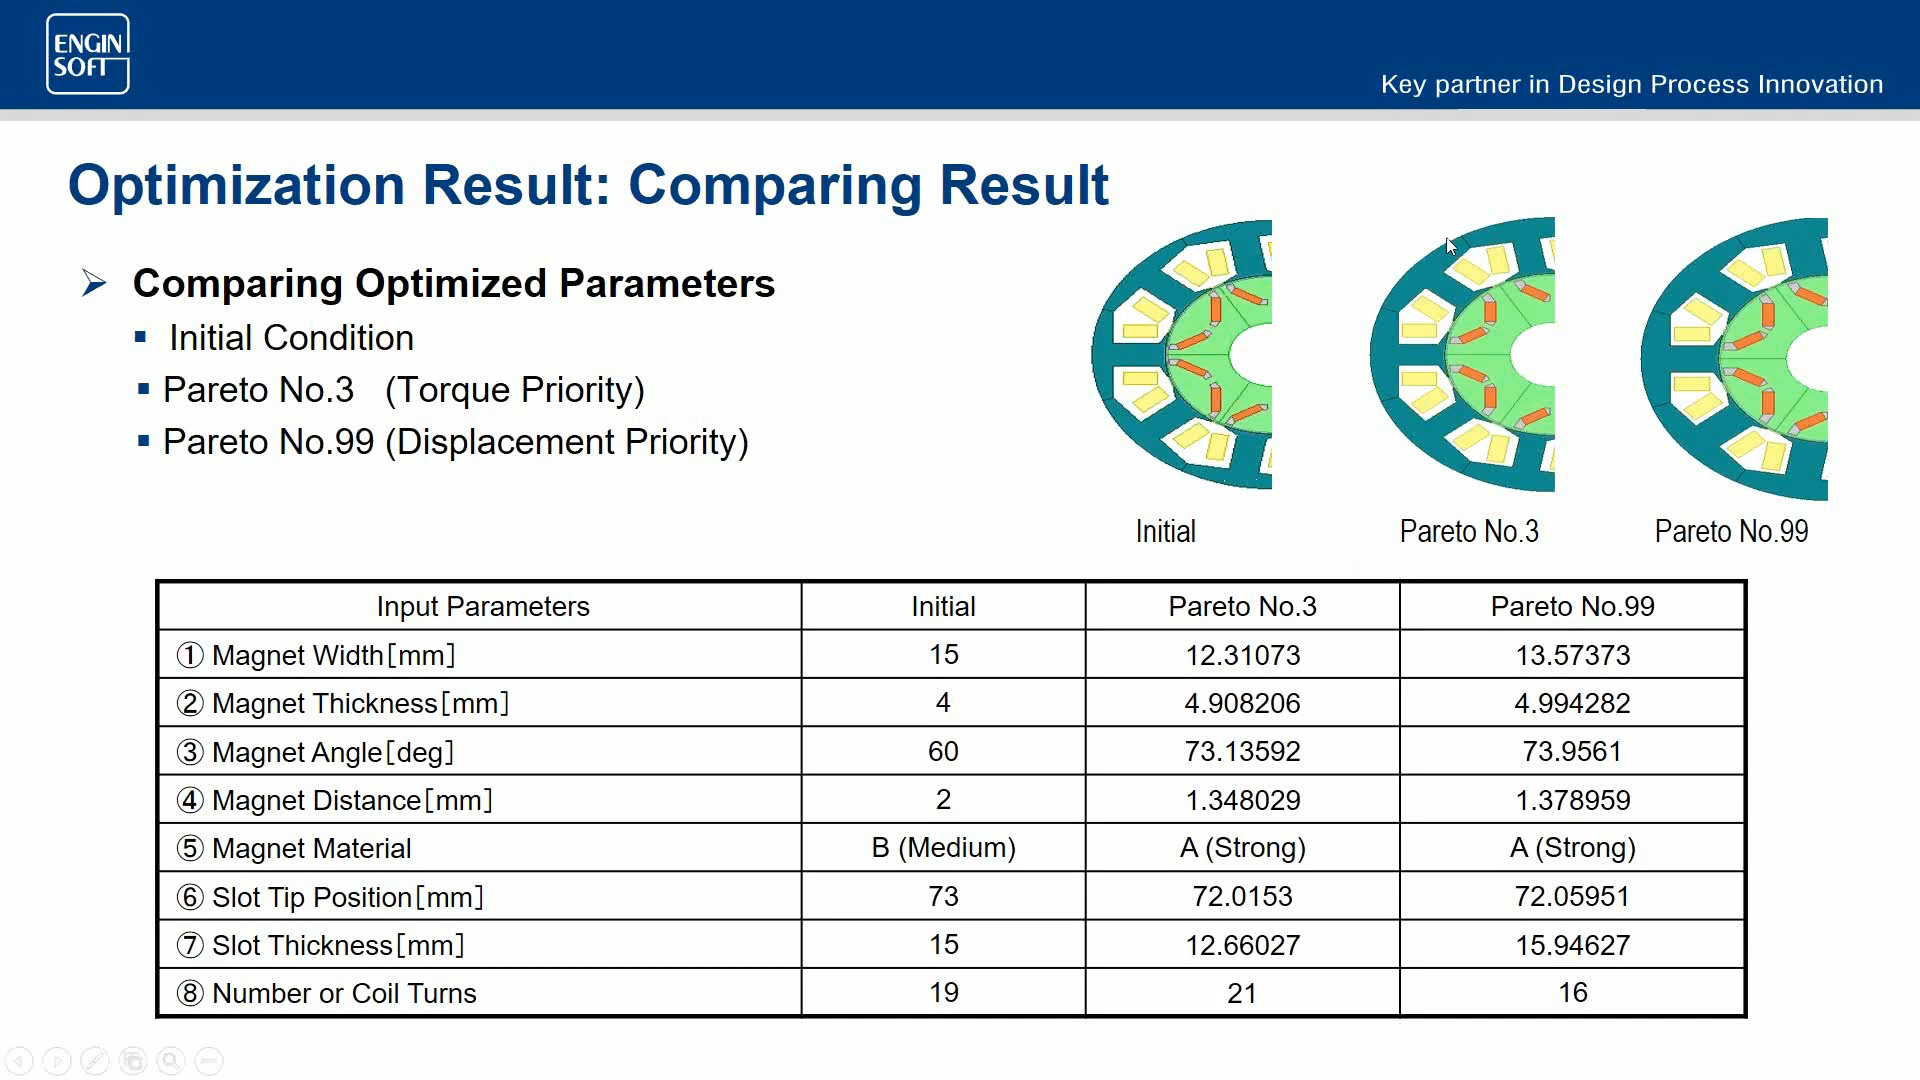 ENGIN
SOFT
Key partner in Design Process Innovation
Optimization Result: Comparing Result
Comparing Optimized Parameters
Initial Condition
Pareto No.3 (Torque Priority)
Pareto No.99 (Displacement Priority)
Initial Pareto No.3 Pareto No.99
Input Parameters Initial Pareto No.3 Pareto No.99
① Magnet Width[mm] 15 12.31073 13.57373
② Magnet Thickness[mm] 4 4.908206 4.994282
③ Magnet Angle[deg] 60 73.13592 73.9561
④ Magnet Distance[mm] 2 1.348029 1.378959
⑤ Magnet Material B (Medium) A (Strong) A (Strong)
⑥ Slot Tip Position[mm] 73 72.0153 72.05951
⑦ Slot Thickness[mm] 15 12.66027 15.94627
⑧ Number or Coil Turns 19 21 16